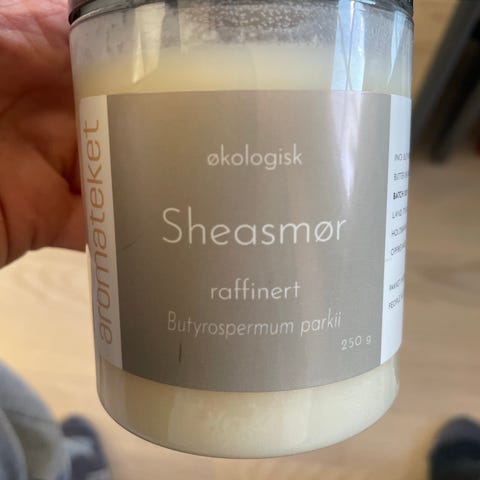 aromateket
økologisk
Sheasmør
raffinert
Butyrospermum parkii
250 g